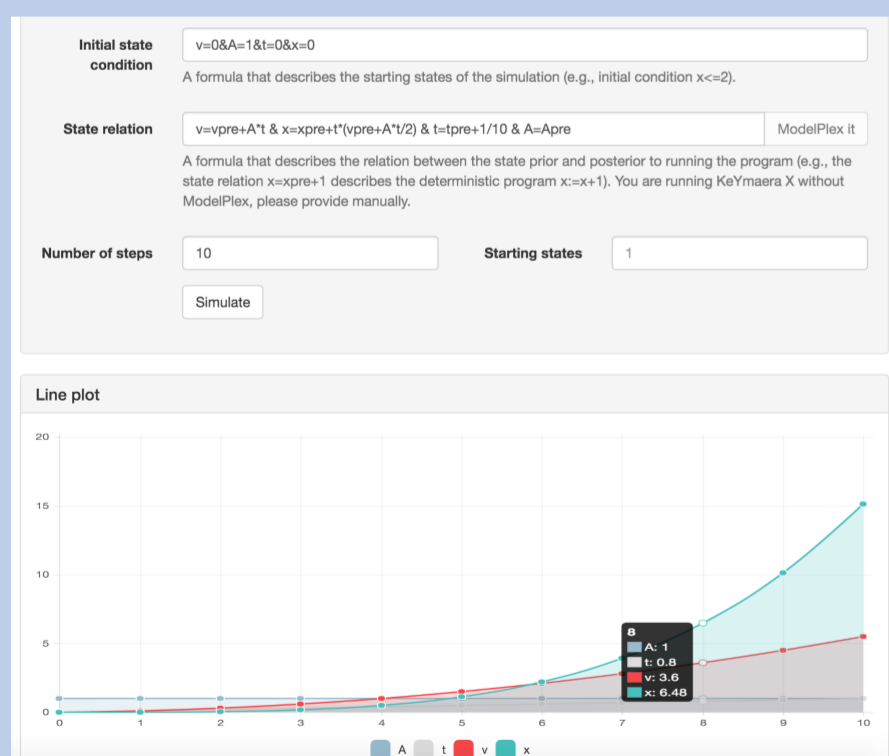 Initial state condition
v=0&A=1&t=0&x=0
A formula that describes the starting states of the simulation (e.g., initial condition x<=2).
State relation
v=vpre+A*t & x=xpre+t*(vpre+A*t/2) & t=tpre+1/10 & A=Apre
ModelPlex it
A formula that describes the relation between the state prior and posterior to running the program (e.g., the
state relation x=xpre+1 describes the deterministic program x:=x+1). You are running KeYmaera X without
ModelPlex, please provide manually.
Number of steps
10
Starting states
1
Simulate
Line plot
20
15
10
5
0
8
A: 1
t: 0.8
v: 3.6
x: 6.48
0 1 2 3 4 5 6 7 8 9 10
A t v x